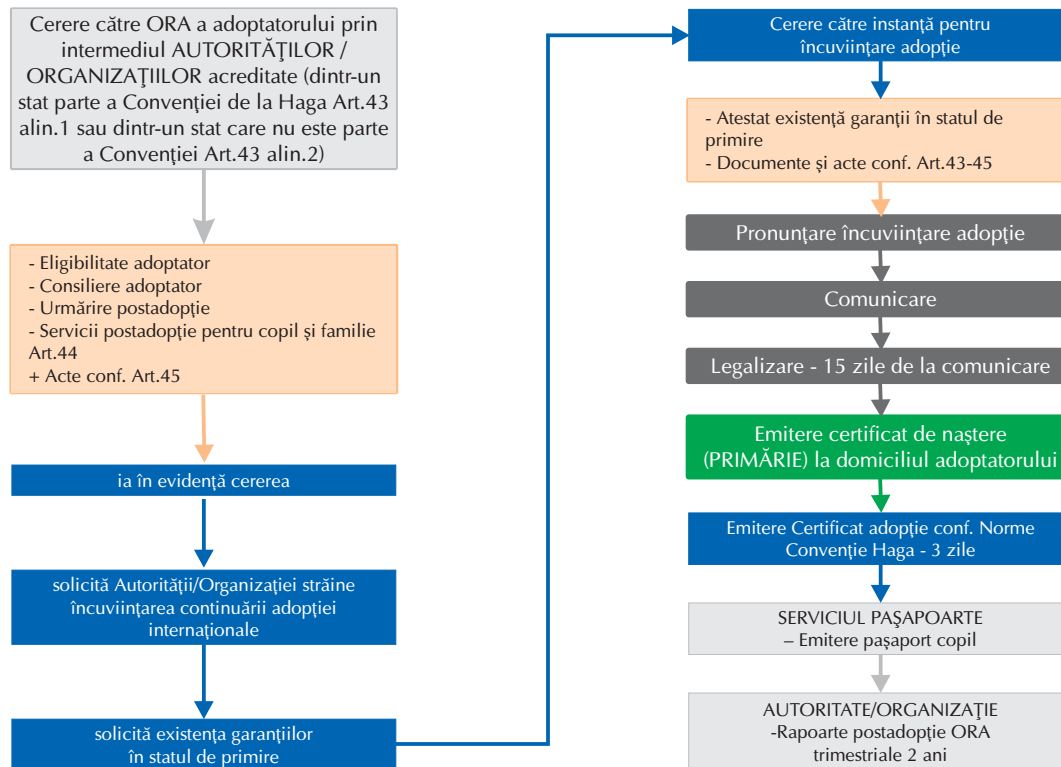 Cerere către ORA a adoptatorului prin
intermediul AUTORITĂŢILOR /
ORGANIZAŢIILOR acreditate (dintr-un
stat parte a Convenţiei de la Haga Art.43
alin.1 sau dintr-un stat care nu este parte
a Convenţiei Art.43 alin.2)
- Eligibilitate adoptator
- Consiliere adoptator
- Urmărire postadopţie
- Servicii postadopţie pentru copil şi familie
Art.44
+ Acte conf. Art.45
ia în evidenţă cererea
solicită Autorităţii/Organizaţiei străine
încuviinţarea continuării adopţiei
internaţionale
solicită existenţa garanţiilor
în statul de primire
Cerere către instanţă pentru
încuviinţare adopţie
- Atestat existenţă garanţii în statul de
primire
- Documente şi acte conf. Art.43-45
Pronunţare încuviinţare adopţie
Comunicare
Legalizare - 15 zile de la comunicare
Emitere certificat de naştere
(PRIMĂRIE) la domiciliul adoptatorului
Emitere Certificat adopţie conf. Norme
Convenţie Haga - 3 zile
SERVICIUL PAŞAPOARTE
– Emitere paşaport copil
AUTORITATE/ORGANIZAŢIE
-Rapoarte postadopţie ORA
trimestriale 2 ani